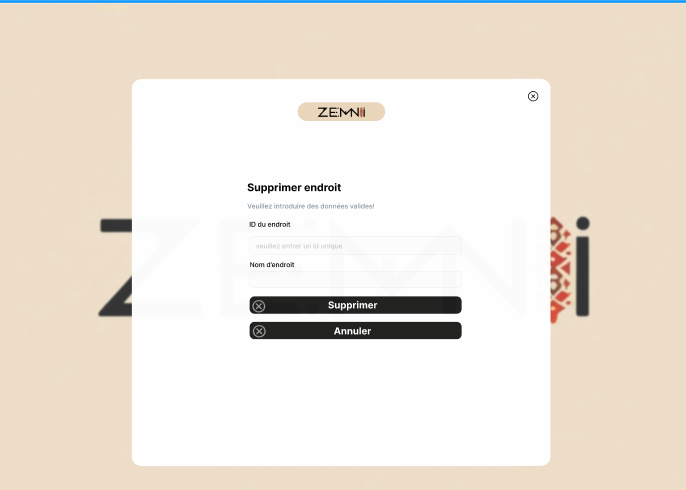 ZEMNii
Supprimer endroit
Veuillez introduire des données valides!
ID du endroit
veuillez entrer un id unique
Nom d'endroit
Supprimer
Annuler